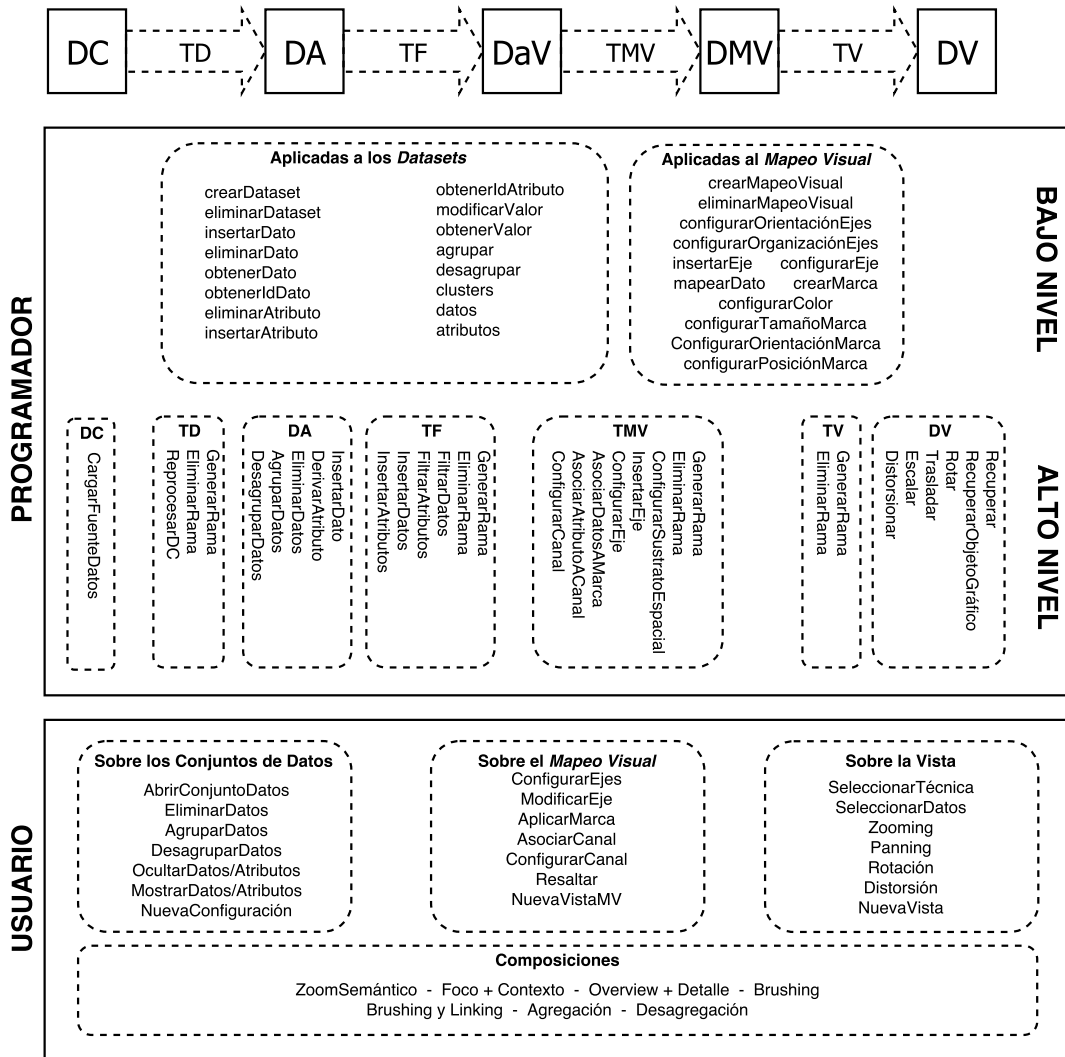 DC TD DA TF DaV TMV DMV TV DV
PROGRAMADOR
BAJO NIVEL
Aplicadas a los Datasets
crearDataset
eliminarDataset
insertarDato
eliminarDato
obtenerDato
obtenerIdDato
eliminarAtributo
insertarAtributo
obtenerIdAtributo
modificarValor
obtenerValor
agrupar
desagrupar
clusters
datos
atributos
Aplicadas al Mapeo Visual
crearMapeoVisual
eliminarMapeoVisual
configurarOrientaciónEjes
configurarOrganizaciónEjes
insertarEje configurarEje
mapearDato crearMarca
configurarColor
configurarTamañoMarca
ConfigurarOrientaciónMarca
configurarPosiciónMarca
ALTO NIVEL
DC
CargarFuenteDatos
TD
GenerarRama
EliminarRama
ReprocesarDC
DA
InsertarDato
DerivarAtributo
EliminarDatos
AgruparDatos
DesagruparDatos
TF
GenerarRama
EliminarRama
FiltrarDatos
FiltrarAtributos
InsertarDatos
InsertarAtributos
TMV
GenerarRama
EliminarRama
ConfigurarSustratoEspacial
InsertarEje
ConfigurarEje
AsociarDatosAMarca
AsociarAtributoACanal
ConfigurarCanal
TV
GenerarRama
EliminarRama
DV
Recuperar
RecuperarObjetoGráfico
Rotar
Trasladar
Escalar
Distorsionar
USUARIO
Sobre los Conjuntos de Datos
AbrirConjuntoDatos
EliminarDatos
AgruparDatos
DesagruparDatos
OcultarDatos/Atributos
MostrarDatos/Atributos
NuevaConfiguración
Sobre el Mapeo Visual
ConfigurarEjes
ModificarEje
AplicarMarca
AsociarCanal
ConfigurarCanal
Resaltar
NuevaVistaMV
Sobre la Vista
SeleccionarTécnica
SeleccionarDatos
Zooming
Panning
Rotación
Distorsión
NuevaVista
Composiciones
ZoomSemántico - Foco + Contexto - Overview + Detalle - Brushing
Brushing y Linking - Agregación - Desagregación